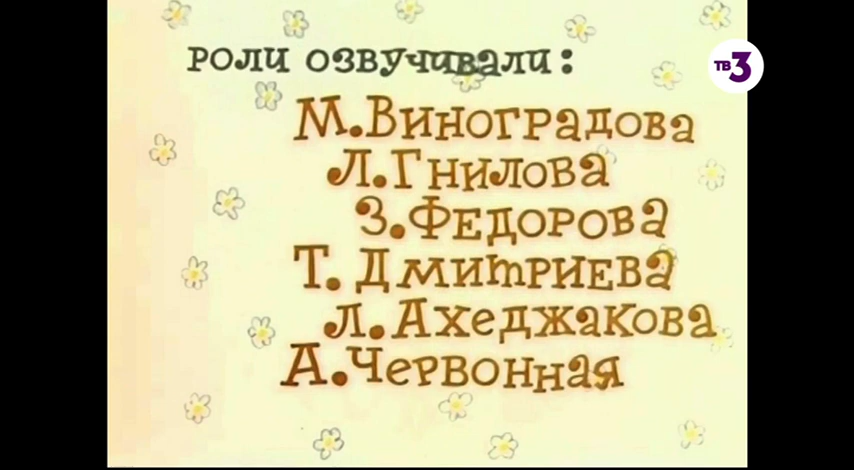 роли озвучивали:
ТВ3
М.Виноградова
Л.Гнилова
З.Федорова
Т.Дмитриева
Л.Ахеджакова
А.Червонная